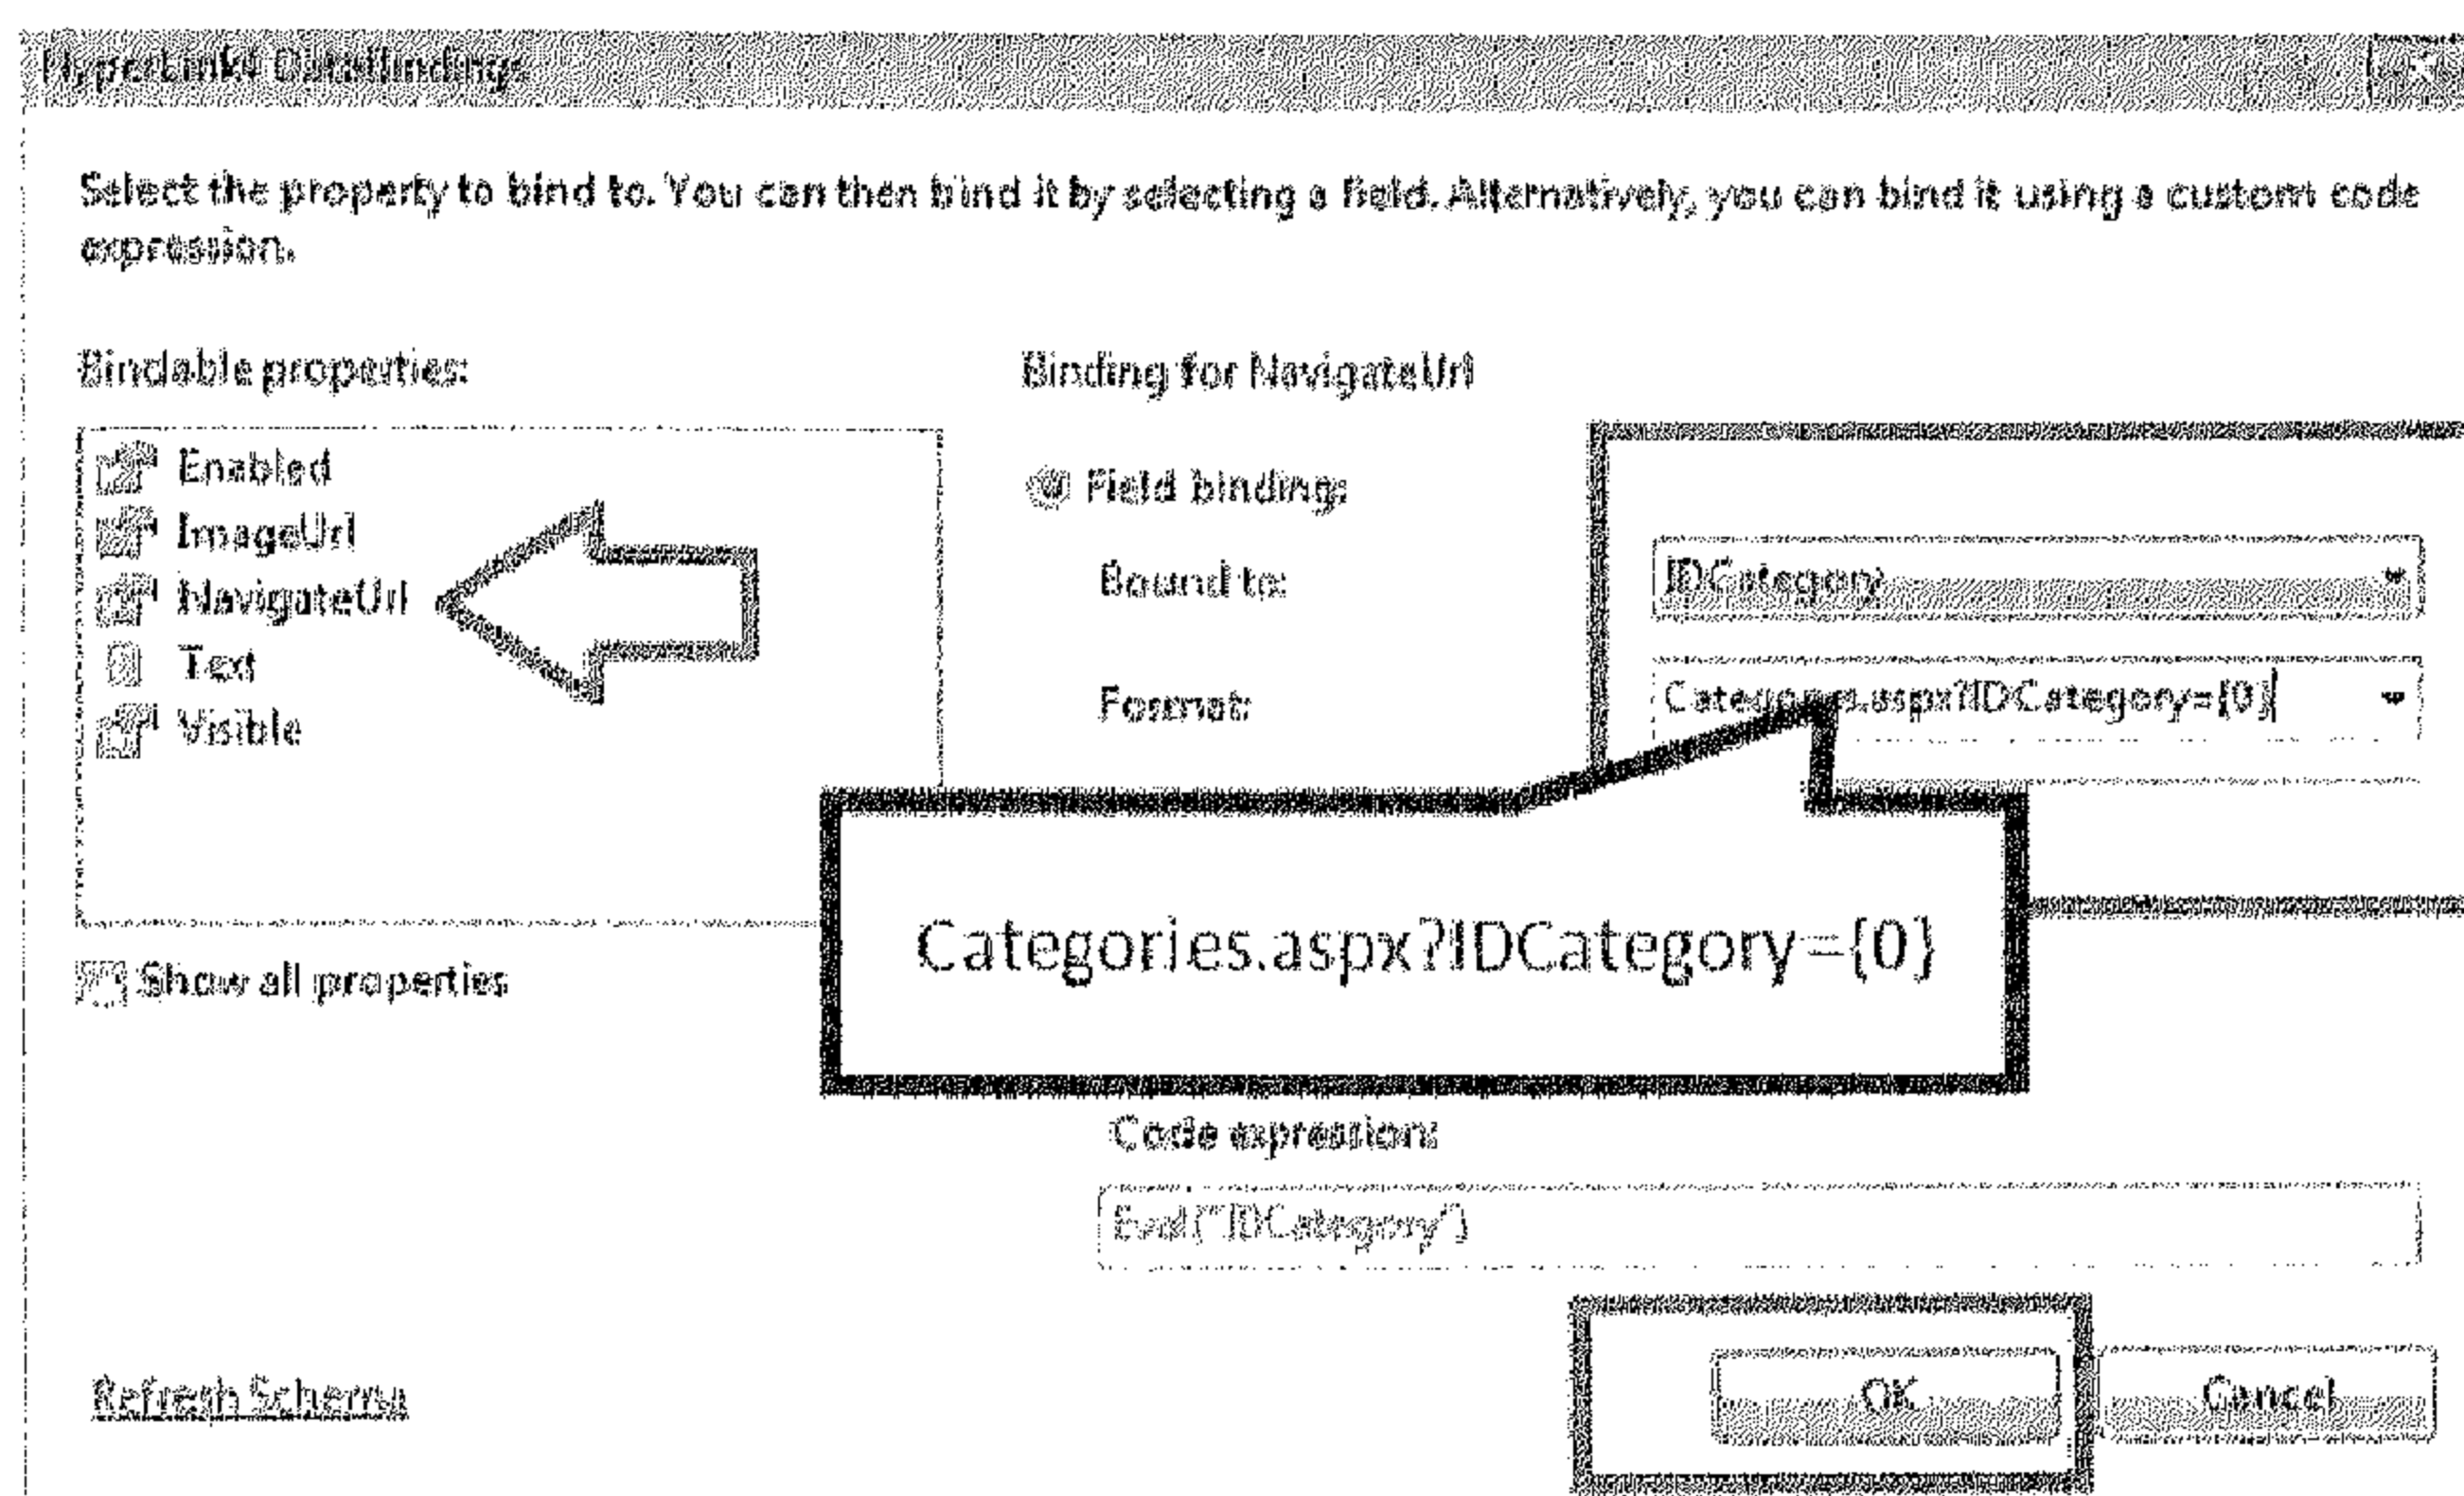 HyperLink4 DataBindings
Select the property to bind to. You can then bind it by selecting a field. Alternatively, you can bind it using a custom code
expression.
Bindable properties:
Binding for NavigateUrl
Enabled
ImageUrl
NavigateUrl
Text
Visible
Field binding:
Bound to:
IDCategory
Format:
Categories.aspx?IDCategory={0}
Categories.aspx?IDCategory={0}
Show all properties
Code expression:
Eval("IDCategory")
Refresh Schema
OK
Cancel